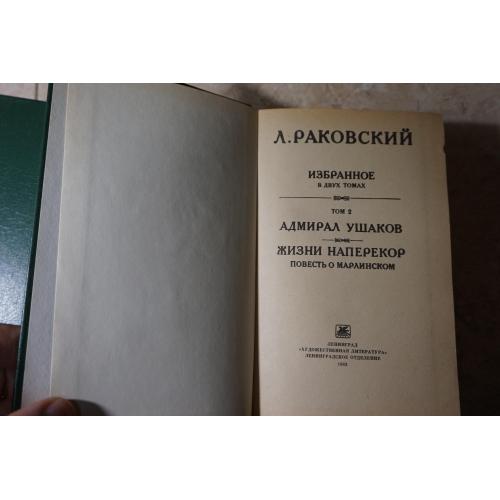 Л.РАКОВСКИЙ
ИЗБРАННОЕ
В ДВУХ ТОМАХ
ТОМ 2
АДМИРАЛ УШАКОВ
ЖИЗНИ НАПЕРЕКОР
ПОВЕСТЬ О МАРЛИНСКОМ
ЛЕНИНГРАД
«ХУДОЖЕСТВЕННАЯ ЛИТЕРАТУРА»
ЛЕНИНГРАДСКОЕ ОТДЕЛЕНИЕ